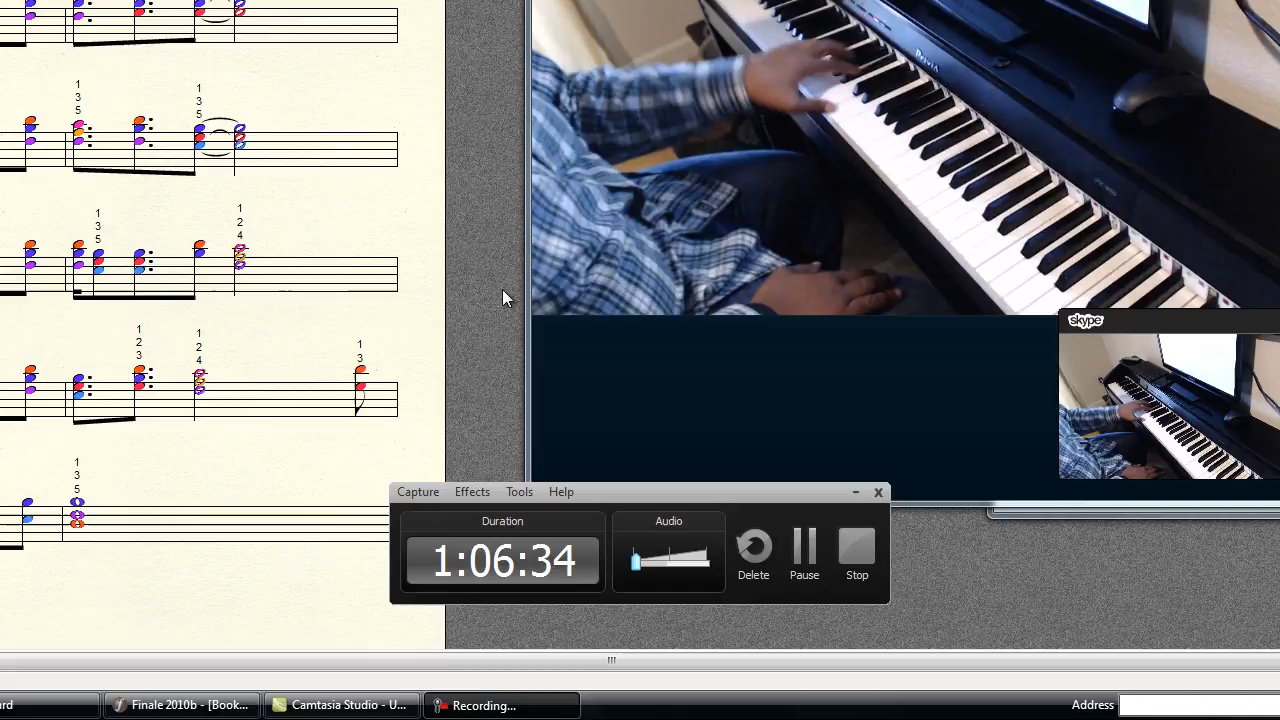 1
3
5
1
3
5
1
3
5
1
2
4
1
2
3
1
2
4
1
3
1
3
5
Privia
skype
Capture Effects Tools Help
Duration
Audio
1:06:34
Delete Pause Stop
rd
Finale 2010b - [Book...
Camtasia Studio - U...
Recording...
Address